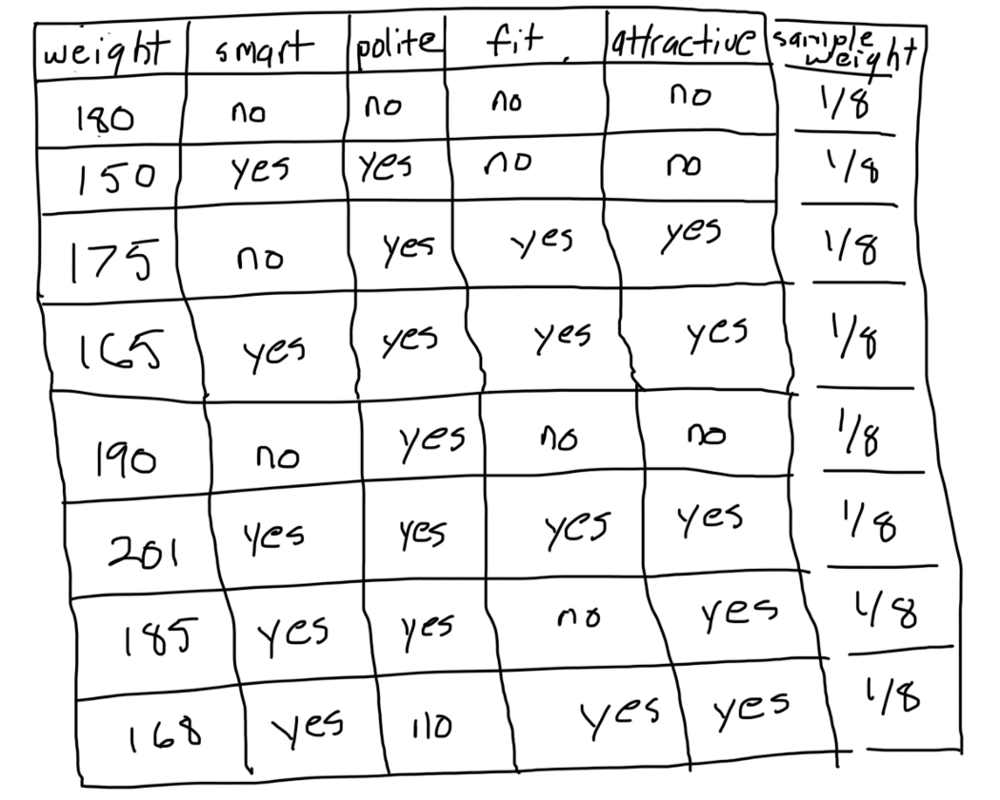 weight smart polite fit. attractive sample weight
180 no no no no 1/8
150 yes yes no no 1/8
175 no yes yes yes 1/8
165 yes yes yes yes 1/8
190 no yes no no 1/8
201 yes yes yes yes 1/8
185 yes yes no yes 1/8
168 yes no yes yes 1/8